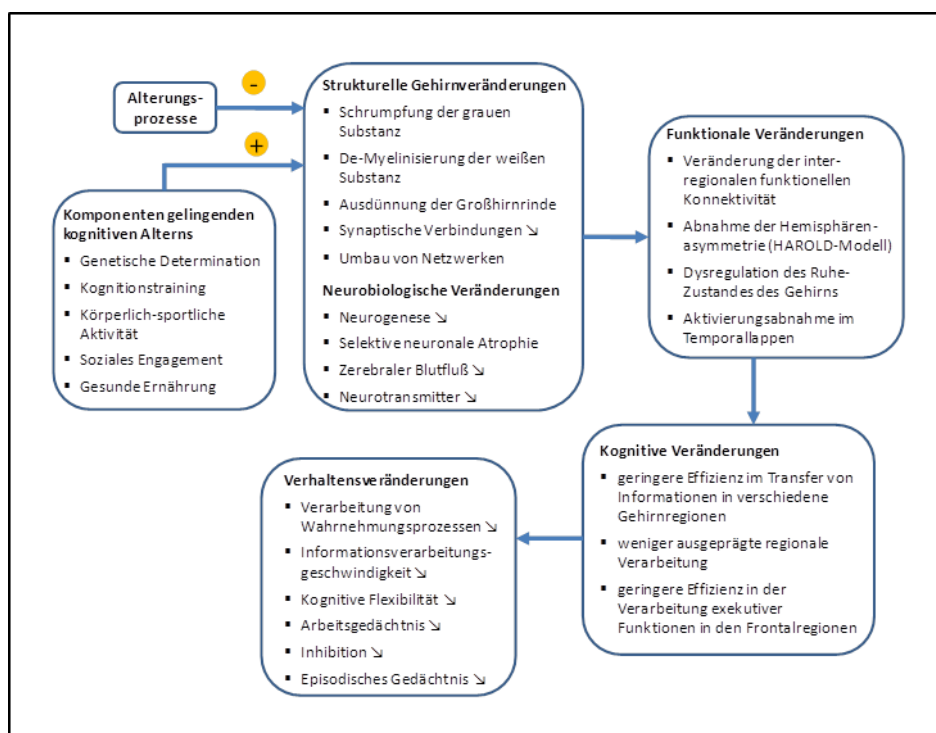 -
Alterungs-
prozesse
+
Komponenten gelingenden
kognitiven Alterns
▪ Genetische Determination
▪ Kognitionstraining
▪ Körperlich-sportliche
Aktivität
▪ Soziales Engagement
▪ Gesunde Ernährung
Strukturelle Gehirnveränderungen
▪ Schrumpfung der grauen
Substanz
▪ De-Myelinisierung der weißen
Substanz
▪ Ausdünnung der Großhirnrinde
▪ Synaptische Verbindungen ↘
▪ Umbau von Netzwerken
Neurobiologische Veränderungen
▪ Neurogenese ↘
▪ Selektive neuronale Atrophie
▪ Zerebraler Blutfluß ↘
▪ Neurotransmitter ↘
Funktionale Veränderungen
▪ Veränderung der inter-
regionalen funktionellen
Konnektivität
▪ Abnahme der Hemisphären-
asymmetrie (HAROLD-Modell)
▪ Dysregulation des Ruhe-
Zustandes des Gehirns
▪ Aktivierungsabnahme im
Temporallappen
Kognitive Veränderungen
▪ geringere Effizienz im Transfer von
Informationen in verschiedene
Gehirnregionen
▪ weniger ausgeprägte regionale
Verarbeitung
▪ geringere Effizienz in der
Verarbeitung exekutiver
Funktionen in den Frontalregionen
Verhaltensveränderungen
▪ Verarbeitung von
Wahrnehmungsprozessen ↘
▪ Informationsverarbeitungs-
geschwindigkeit ↘
▪ Kognitive Flexibilität ↘
▪ Arbeitsgedächtnis ↘
▪ Inhibition ↘
▪ Episodisches Gedächtnis ↘